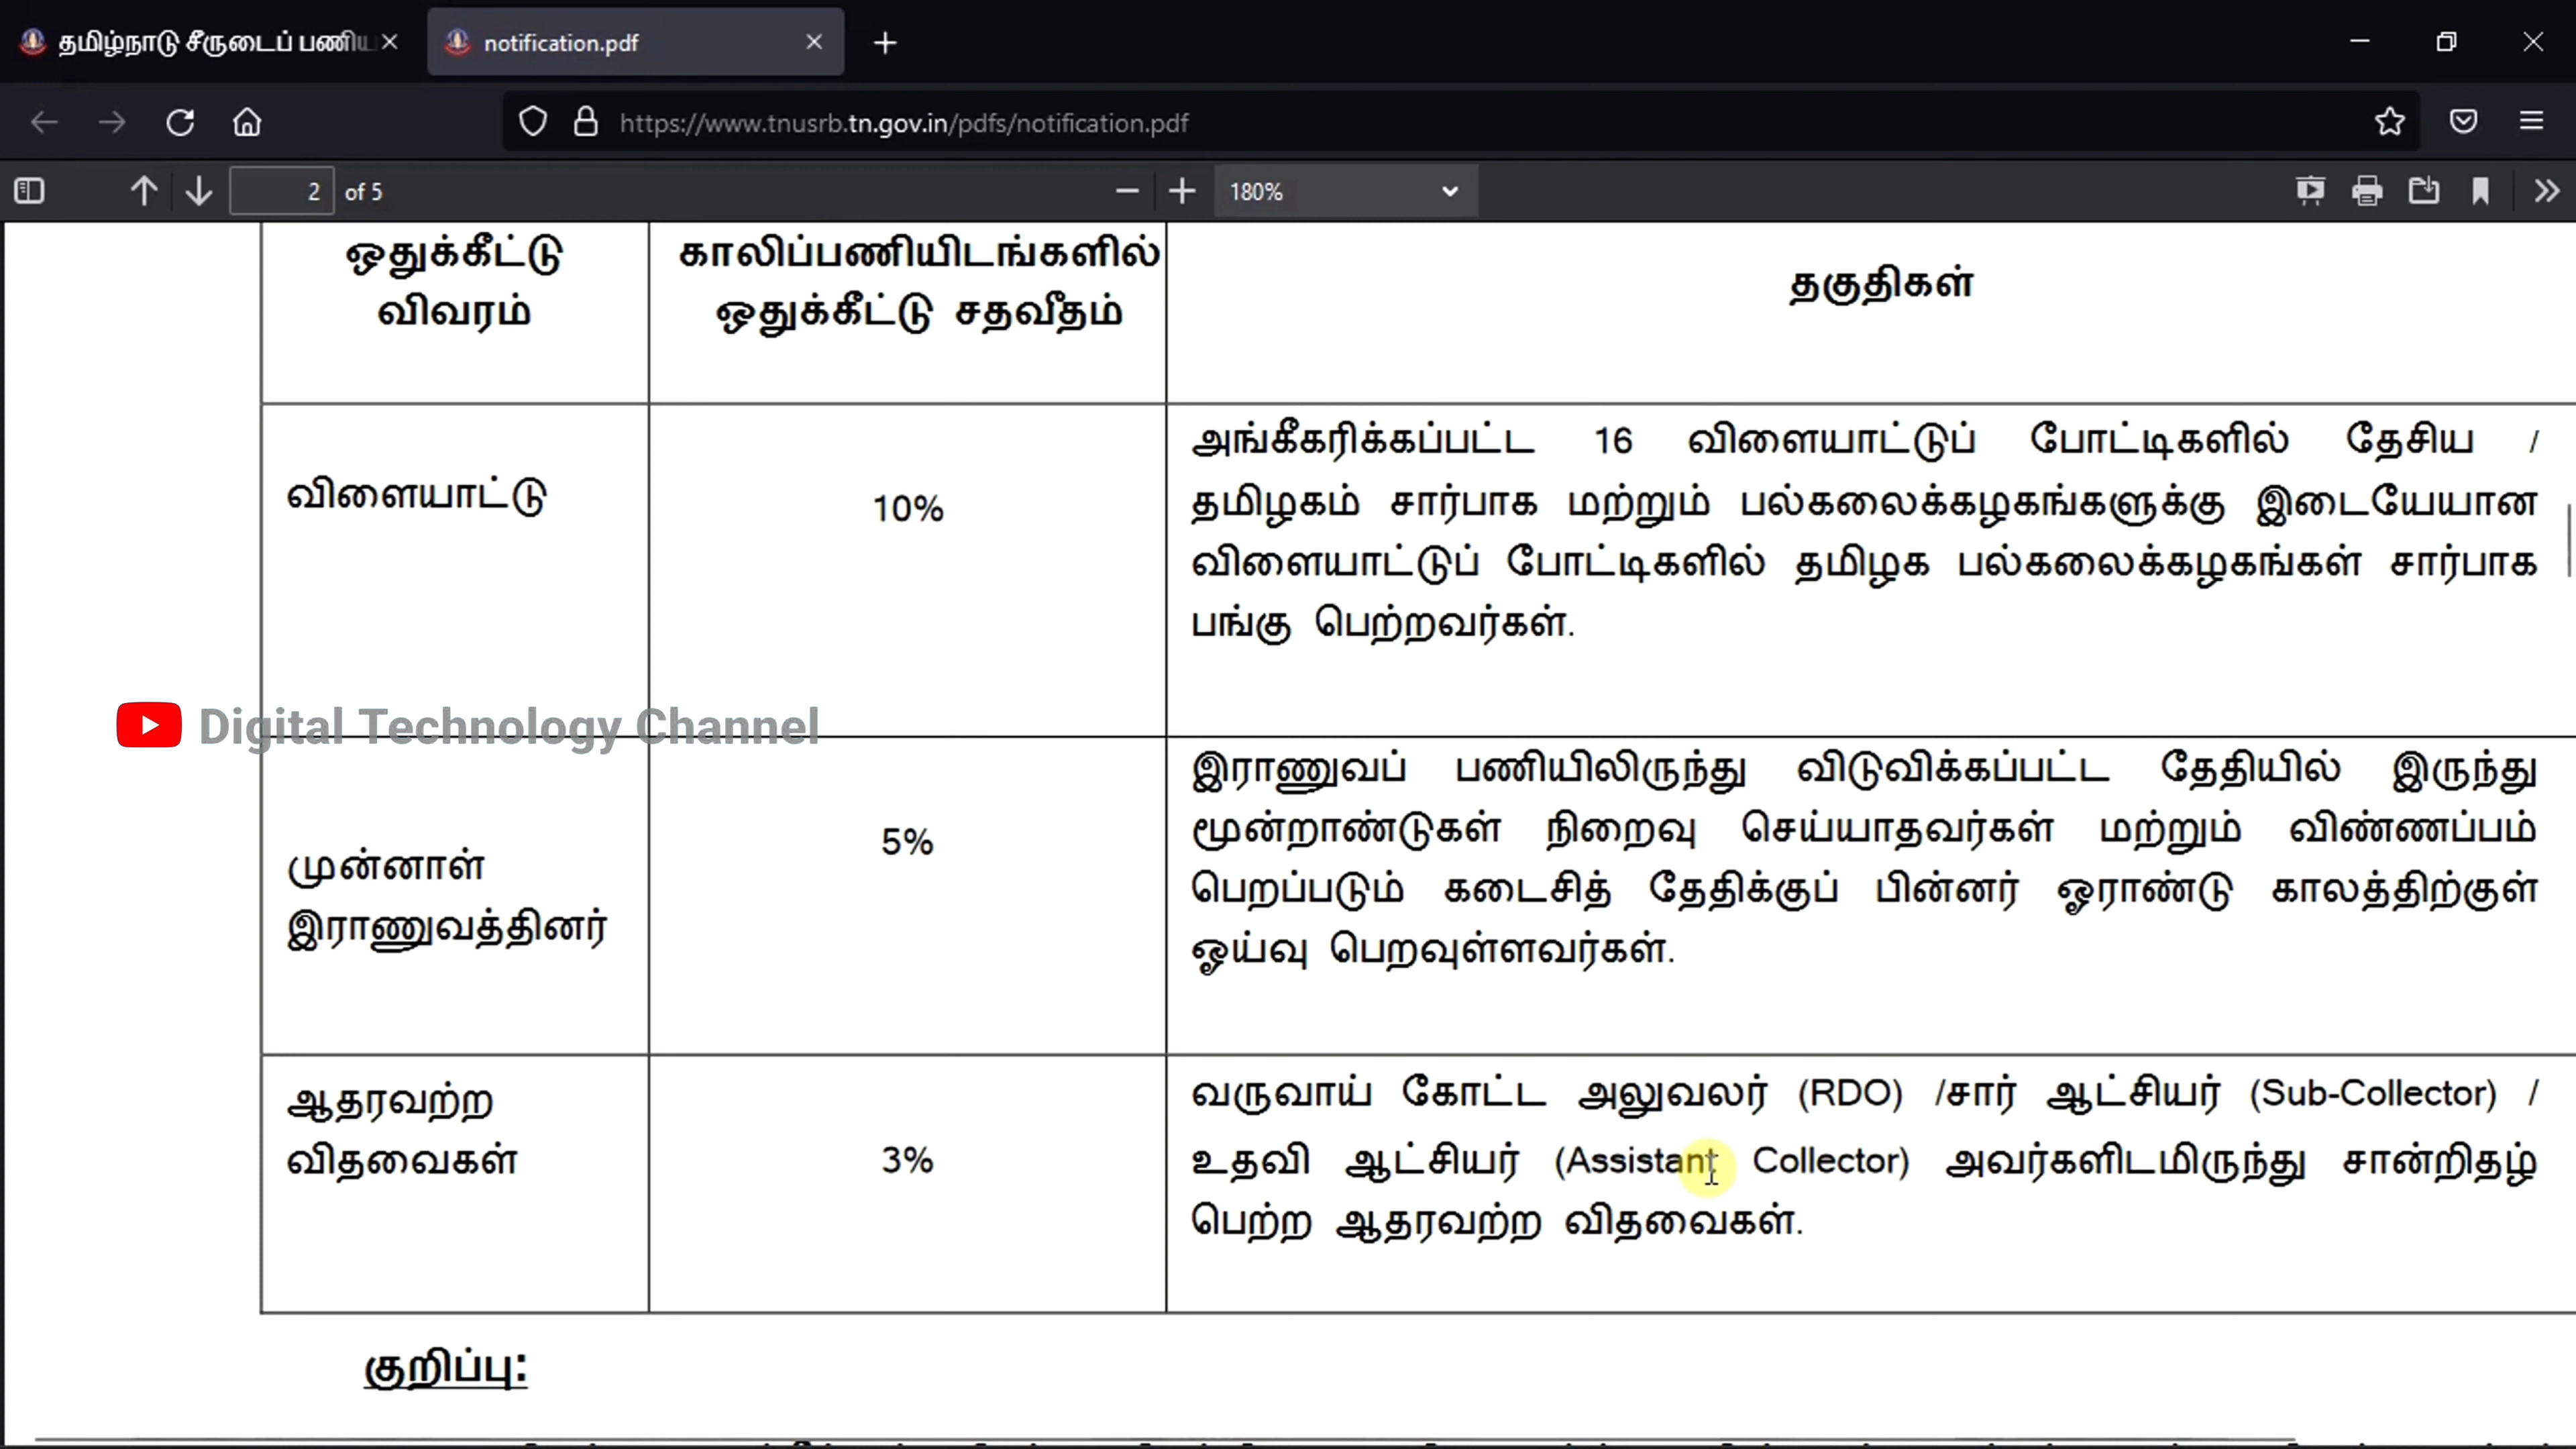 தமிழ்நாடு சீருடைப் பணிய
notification.pdf
https://www.tnusrb.tn.gov.in/pdfs/notification.pdf
2 of 5
180%
ஒதுக்கீட்டு
விவரம்
காலிப்பணியிடங்களில்
ஒதுக்கீட்டு சதவீதம்
தகுதிகள்
விளையாட்டு
10%
அங்கீகரிக்கப்பட்ட 16 விளையாட்டுப் போட்டிகளில் தேசிய /
தமிழகம் சார்பாக மற்றும் பல்கலைக்கழகங்களுக்கு இடையேயான
விளையாட்டுப் போட்டிகளில் தமிழக பல்கலைக்கழகங்கள் சார்பாக
பங்கு பெற்றவர்கள்.
Digital Technology Channel
முன்னாள்
இராணுவத்தினர்
5%
இராணுவப் பணியிலிருந்து விடுவிக்கப்பட்ட தேதியில் இருந்து
மூன்றாண்டுகள் நிறைவு செய்யாதவர்கள் மற்றும் விண்ணப்பம்
பெறப்படும் கடைசித் தேதிக்குப் பின்னர் ஓராண்டு காலத்திற்குள்
ஓய்வு பெறவுள்ளவர்கள்.
ஆதரவற்ற
விதவைகள்
3%
வருவாய் கோட்ட அலுவலர் (RDO) /சார் ஆட்சியர் (Sub-Collector) /
உதவி ஆட்சியர் (Assistant Collector) அவர்களிடமிருந்து சான்றிதழ்
பெற்ற ஆதரவற்ற விதவைகள்.
குறிப்பு: